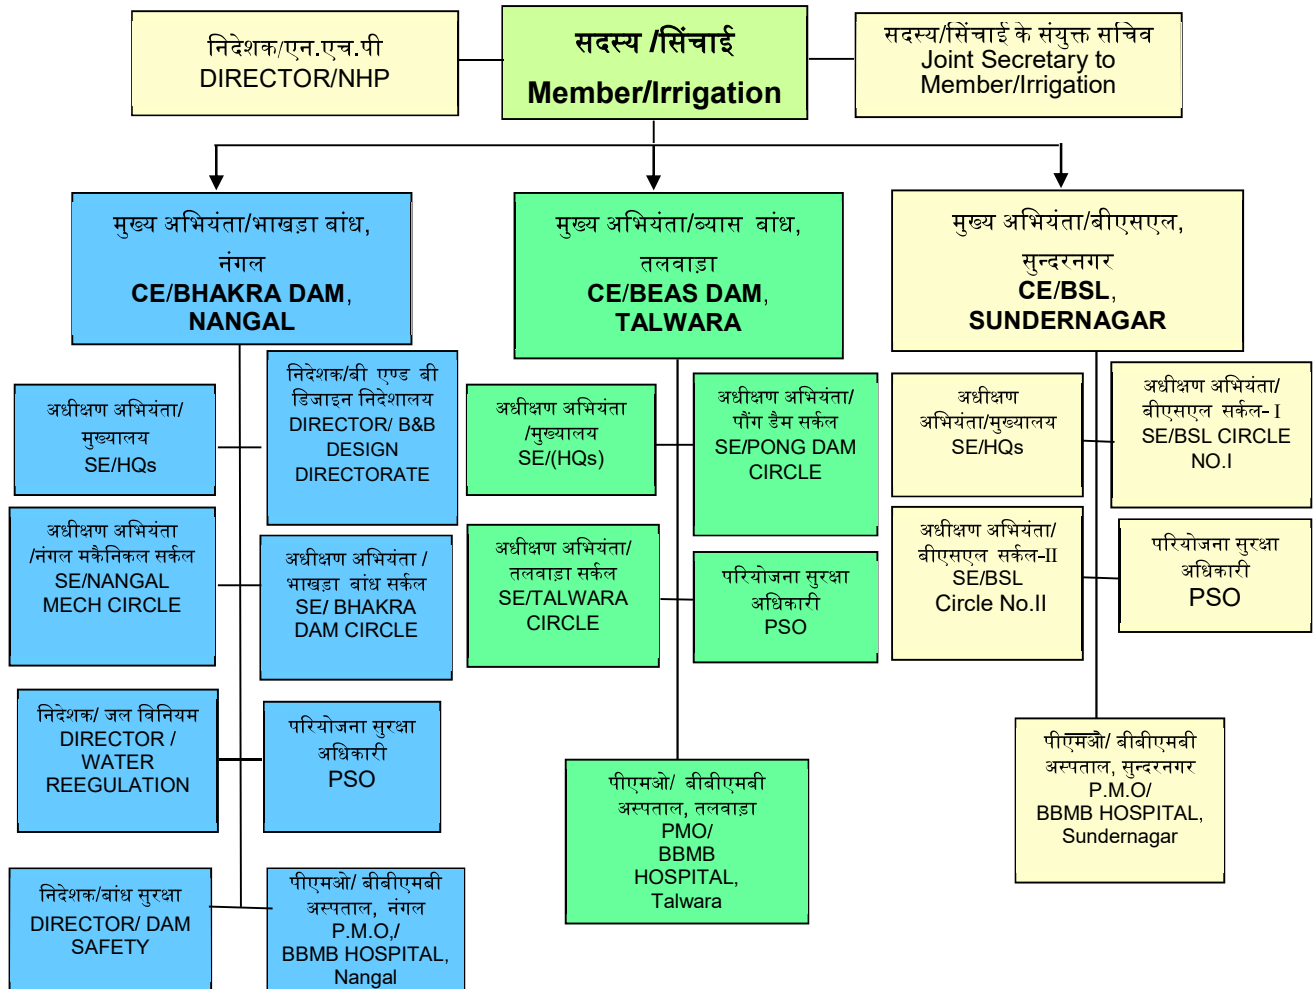 निदेशक/एन.एच.पी
DIRECTOR/NHP
सदस्य /सिंचाई
Member/Irrigation
सदस्य/सिंचाई के संयुक्त सचिव
Joint Secretary to
Member/Irrigation
मुख्य अभियंता/भाखड़ा बांध,
नंगल
CE/BHAKRA DAM,
NANGAL
मुख्य अभियंता/ब्यास बांध,
तलवाड़ा
CE/BEAS DAM,
TALWARA
मुख्य अभियंता/बीएसएल,
सुन्दरनगर
CE/BSL,
SUNDERNAGAR
अधीक्षण अभियंता/
मुख्यालय
SE/HQs
निदेशक/बी एण्ड बी
डिजाइन निदेशालय
DIRECTOR/ B&B
DESIGN
DIRECTORATE
अधीक्षण अभियंता
/मुख्यालय
SE/(HQs)
अधीक्षण अभियंता/
पौंग डैम सर्कल
SE/PONG DAM
CIRCLE
अधीक्षण
अभियंता/मुख्यालय
SE/HQs
अधीक्षण अभियंता/
बीएसएल सर्कल- I
SE/BSL CIRCLE
NO.I
अधीक्षण अभियंता
/नंगल मकैनिकल सर्कल
SE/NANGAL
MECH CIRCLE
अधीक्षण अभियंता /
भाखड़ा बांध सर्कल
SE/ BHAKRA
DAM CIRCLE
अधीक्षण अभियंता/
तलवाड़ा सर्कल
SE/TALWARA
CIRCLE
परियोजना सुरक्षा
अधिकारी
PSO
अधीक्षण अभियंता/
बीएसएल सर्कल-II
SE/BSL
Circle No.II
परियोजना सुरक्षा
अधिकारी
PSO
निदेशक/ जल विनियम
DIRECTOR /
WATER
REEGULATION
परियोजना सुरक्षा
अधिकारी
PSO
पीएमओ/ बीबीएमबी
अस्पताल, तलवाड़ा
PMO/
BBMB
HOSPITAL,
Talwara
पीएमओ/ बीबीएमबी
अस्पताल, सुन्दरनगर
P.M.O/
BBMB HOSPITAL,
Sundernagar
निदेशक/बांध सुरक्षा
DIRECTOR/ DAM
SAFETY
पीएमओ/ बीबीएमबी
अस्पताल, नंगल
P.M.O,/
BBMB HOSPITAL,
Nangal